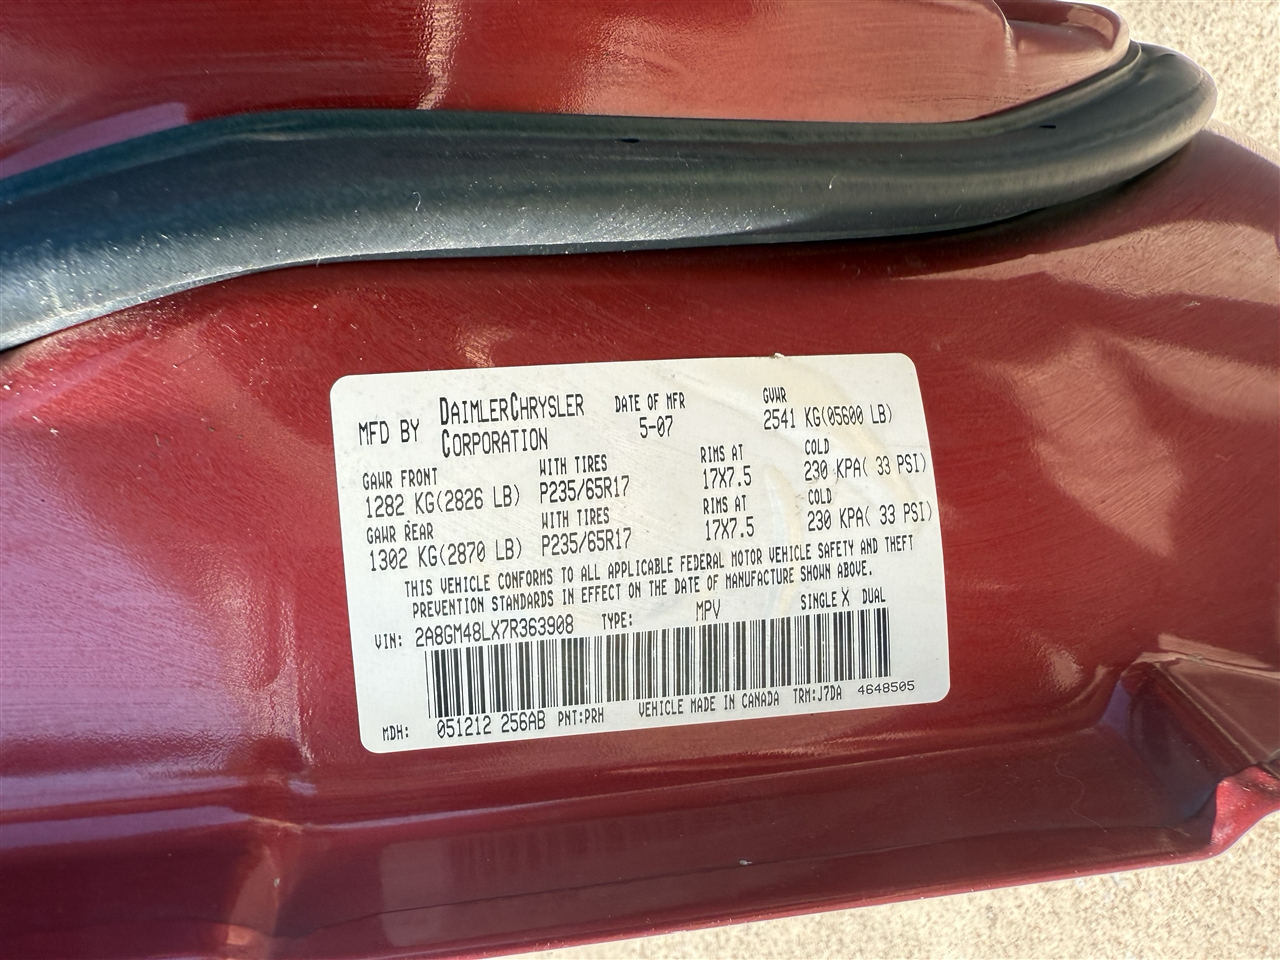 MFD BY DAIMLERCHRYSLER CORPORATION DATE OF MFR 5-07 GVWR 2541 KG(05600 LB)
GAWR FRONT WITH TIRES RIMS AT COLD
1282 KG(2826 LB) P235/65R17 17X7.5 230 KPA( 33 PSI)
GAWR REAR WITH TIRES RIMS AT COLD
1302 KG(2870 LB) P235/65R17 17X7.5 230 KPA( 33 PSI)
THIS VEHICLE CONFORMS TO ALL APPLICABLE FEDERAL MOTOR VEHICLE SAFETY AND THEFT
PREVENTION STANDARDS IN EFFECT ON THE DATE OF MANUFACTURE SHOWN ABOVE.
VIN: 2A8GM48LX7R363908 TYPE: MPV SINGLE X DUAL
MDH: 051212 256AB PNT:PRH VEHICLE MADE IN CANADA TRM:J7DA 4648505